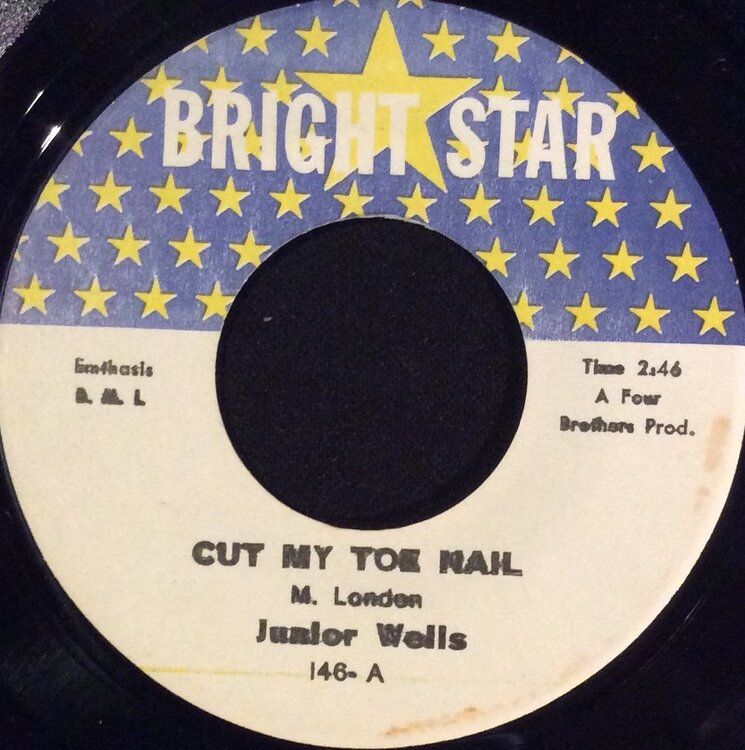 BRIGHT STAR
Emthasis
B. M. I.
Time 2:46
A Four
Brothers Prod.
CUT MY TOE NAIL
M. London
Junior Wells
146- A